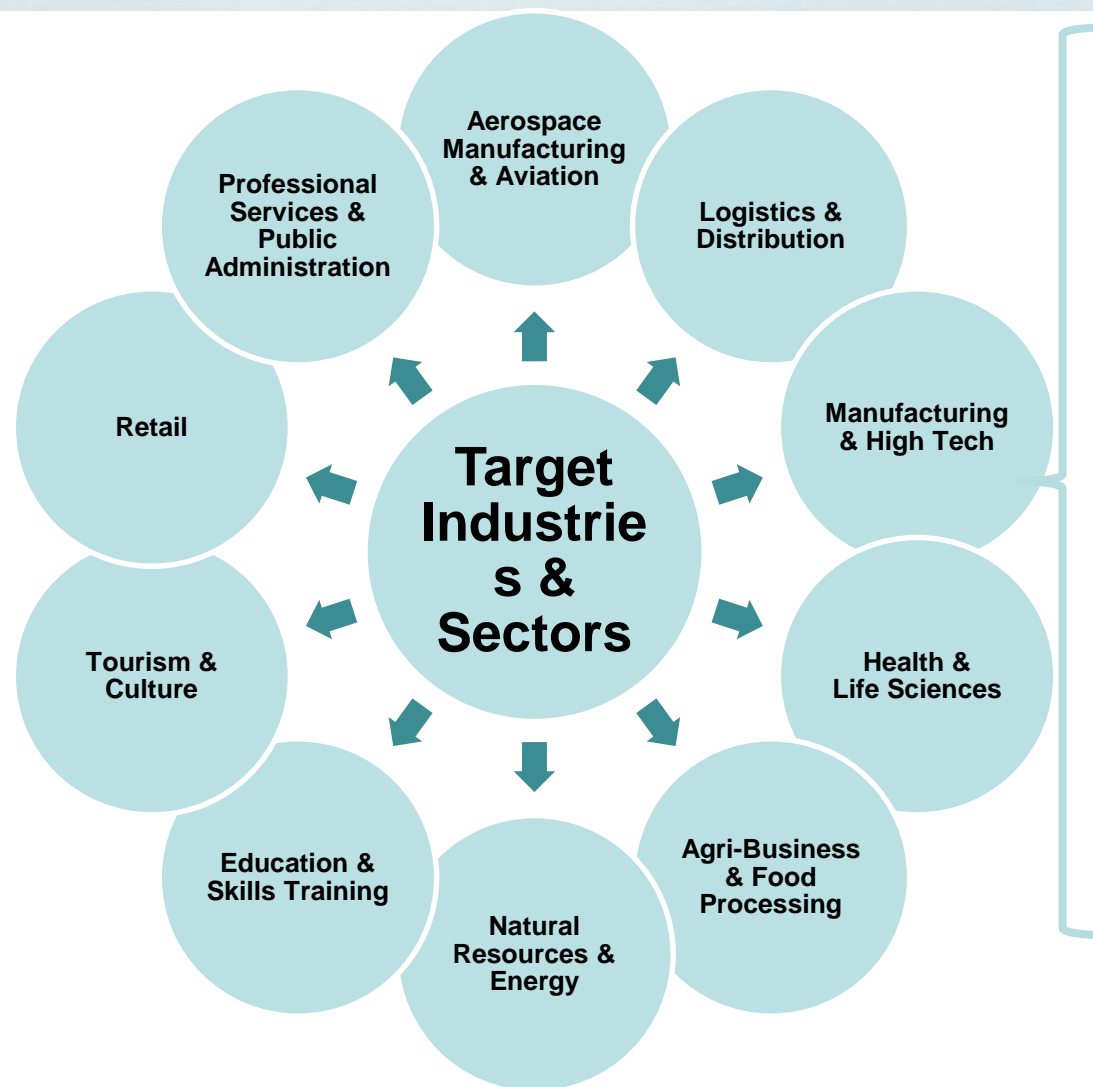 Aerospace
Manufacturing
& Aviation
Logistics &
Distribution
Manufacturing
& High Tech
Health &
Life Sciences
Agri-Business
& Food
Processing
Natural
Resources &
Energy
Education &
Skills Training
Tourism &
Culture
Retail
Professional
Services &
Public
Administration
Target
Industrie
s &
Sectors